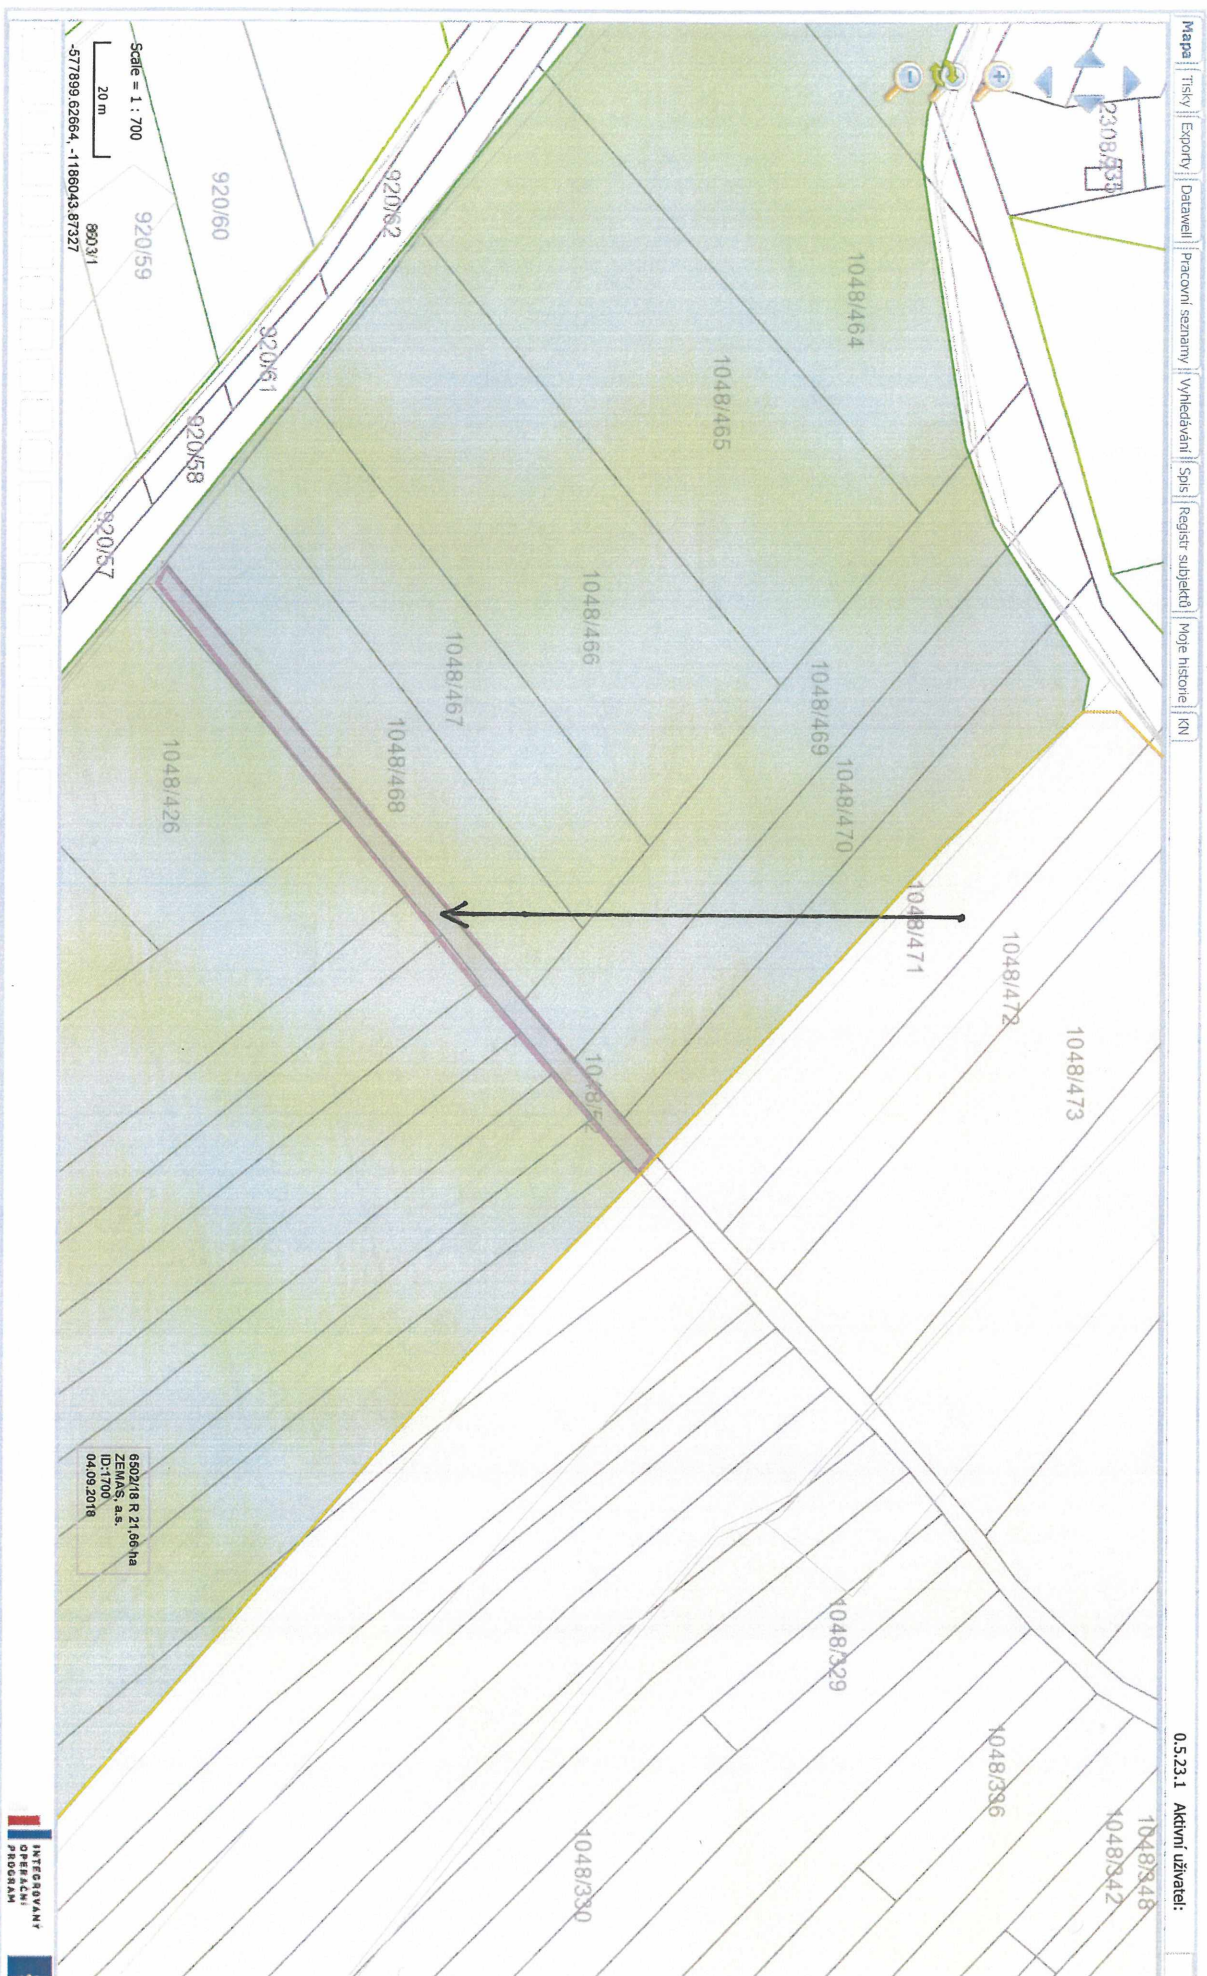 Mapa Tisky Exporty Datawell Pracovní seznamy Vyhledávání Spis Registr subjektů Moje historie KN
0.5.23.1 Aktivní uživatel:
2308/935
1048/348
1048/342
1048/473
1048/472
1048/336
1048/471
1048/464
1048/470
1048/469
1048/329
1048/465
1048/466
1048/330
1048/467
1048/468
920/62
920/61
920/60
920/58
1048/426
920/59
920/57
8603/1
6502/18 R 21,66 ha
ZEMAS, a.s.
ID:1700
04.09.2018
Scale = 1 : 700
20 m
-577899.62664, -1186043.87327
INTEGROVANÝ
OPERAČNÍ
PROGRAM